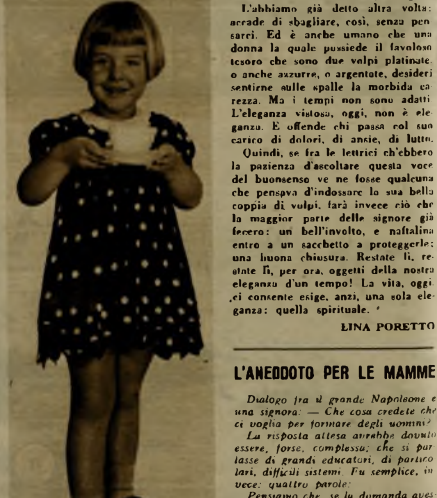 L'abbiamo già detto altra volta:
accade di sbagliare, così, senza pen
sarci. Ed è anche umano che una
donna la quale possiede il favoloso
tesoro che sono due volpi platinate,
o anche azzurre, o argentate, desideri
sentirne sulle spalle la morbida ca
rezza. Ma i tempi non sono adatti.
L'eleganza vistosa, oggi, non è ele
ganza. E offende chi passa col suo
carico di dolori, di ansie, di lutto.
Quindi, se fra le lettrici ch'ebbero
la pazienza d'ascoltare questa voce
del buonsenso ve ne fosse qualcuna
che pensava d'indossare la sua bella
coppia di volpi, farà invece ciò che
la maggior parte delle signore già
fecero: un bell'involto, e naftalina
entro a un sacchetto a proteggerle;
una buona chiusura. Restate lì, re
state lì, per ora, oggetti della nostra
eleganza d'un tempo! La vita, oggi
ci consente esige, anzi, una sola ele
ganza: quella spirituale.
LINA PORETTO
L'ANEDDOTO PER LE MAMME
Dialogo fra il grande Napoleone e
una signora: — Che cosa credete che
ci voglia per formare degli uomini?
La risposta attesa avrebbe dovuto
essere, forse, complessa; che si par
lasse di grandi educatori, di partico
lari, difficili sistemi. Fu semplice, in
vece: quattro parole:
Pensiamo che, se la domanda aves